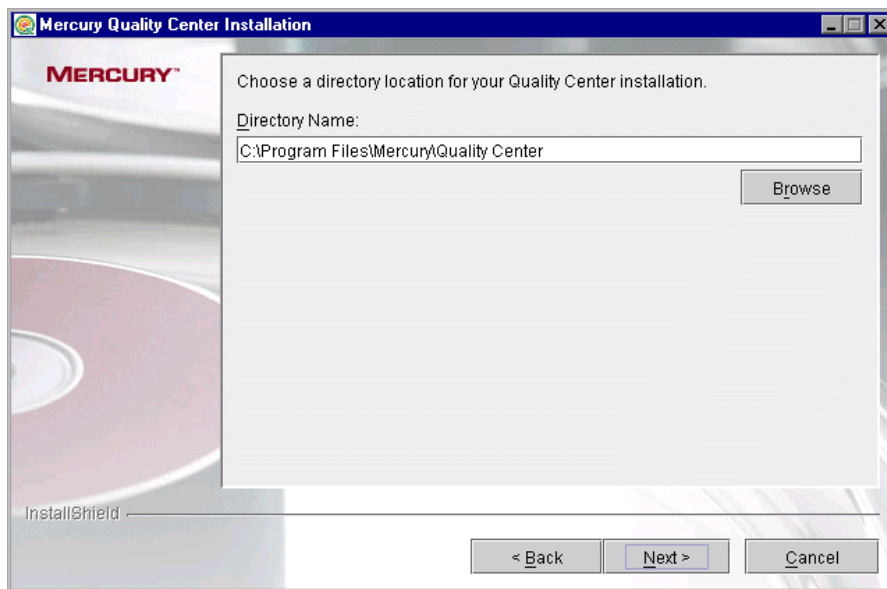 Mercury Quality Center Installation
MERCURY™
Choose a directory location for your Quality Center installation.
Directory Name:
C:\Program Files\Mercury\Quality Center
Browse
InstallShield
< Back
Next >
Cancel